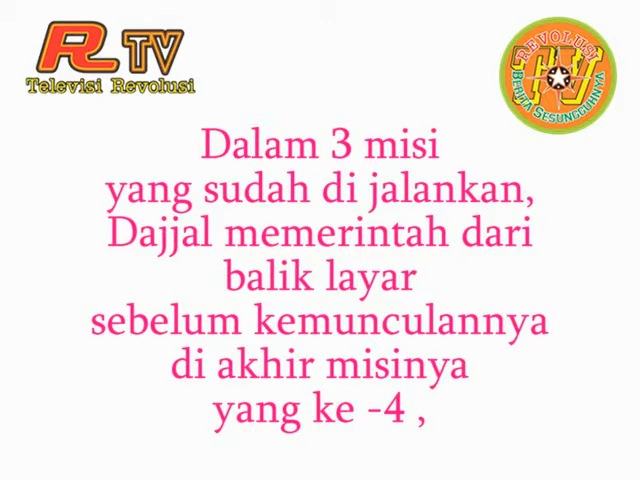 RTV
Televisi Revolusi
REVOLUSI
TV
BERITA SESUNGGUHNYA
Dalam 3 misi
yang sudah di jalankan,
Dajjal memerintah dari
balik layar
sebelum kemunculannya
di akhir misinya
yang ke -4 ,